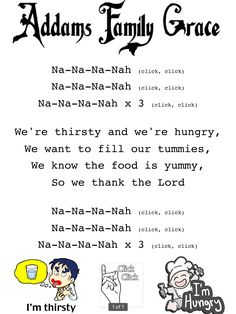 Addams Family Grace
Na-Na-Na-Nah (click, click)
Na-Na-Na-Nah (click, click)
Na-Na-Na-Nah x 3 (click, click)
We're thirsty and we're hungry,
We want to fill our tummies,
We know the food is yummy,
So we thank the Lord
Na-Na-Na-Nah (click, click)
Na-Na-Na-Nah (click, click)
Na-Na-Na-Nah x 3 (click, click)
Click
Click
1 of 1
I'm thirsty
I'm
Hungry